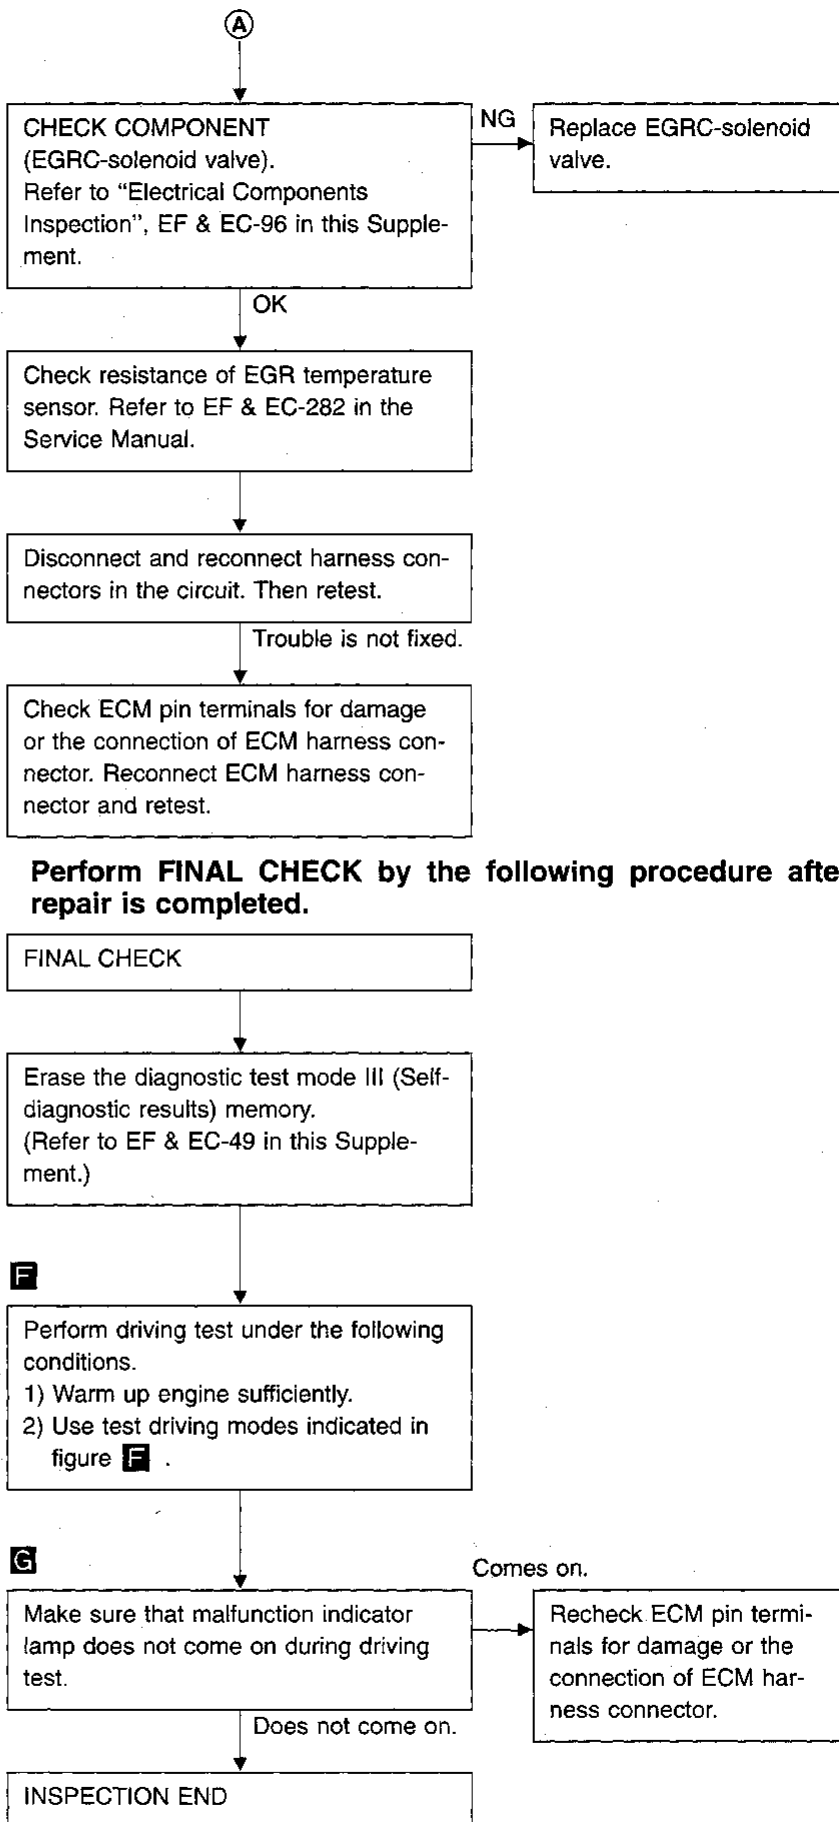 A
CHECK COMPONENT
(EGRC-solenoid valve).
Refer to “Electrical Components
Inspection”, EF & EC-96 in this Supple-
ment.
NG
Replace EGRC-solenoid
valve.
OK
Check resistance of EGR temperature
sensor. Refer to EF & EC-282 in the
Service Manual.
Disconnect and reconnect harness con-
nectors in the circuit. Then retest.
Trouble is not fixed.
Check ECM pin terminals for damage
or the connection of ECM harness con-
nector. Reconnect ECM harness con-
nector and retest.
Perform FINAL CHECK by the following procedure afte
repair is completed.
FINAL CHECK
Erase the diagnostic test mode III (Self-
diagnostic results) memory.
(Refer to EF & EC-49 in this Supple-
ment.)
F
Perform driving test under the following
conditions.
1) Warm up engine sufficiently.
2) Use test driving modes indicated in
figure F .
G
Make sure that malfunction indicator
lamp does not come on during driving
test.
Comes on.
Recheck ECM pin termi-
nals for damage or the
connection of ECM har-
ness connector.
Does not come on.
INSPECTION END